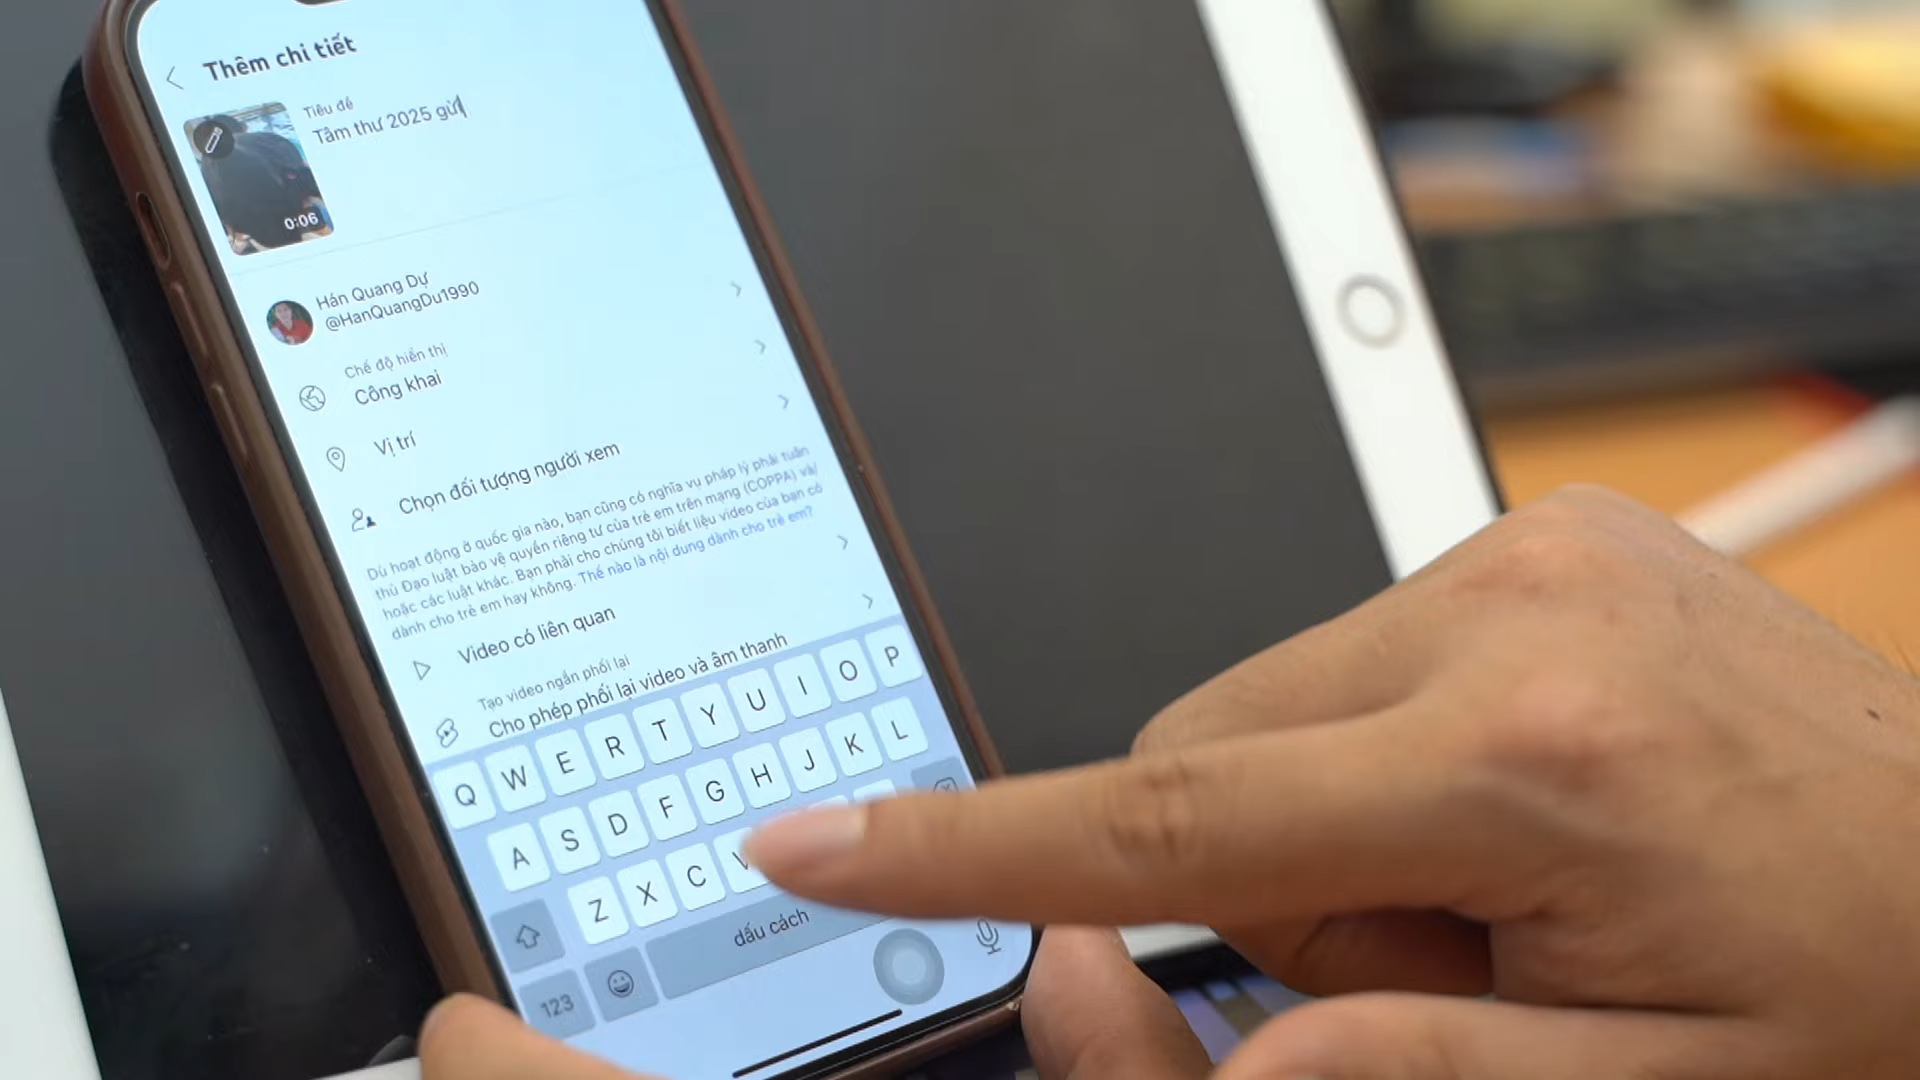 Thêm chi tiết
Tiêu đề
Tâm thư 2025 gửi
0:06
Hán Quang Dự
@HanQuangDu1990
Chế độ hiển thị
Công khai
Vị trí
Chọn đối tượng người xem
Dù hoạt động ở quốc gia nào, bạn cũng có nghĩa vụ pháp lý phải tuân
thủ Đạo luật bảo vệ quyền riêng tư của trẻ em trên mạng (COPPA) và/
hoặc các luật khác. Bạn phải cho chúng tôi biết liệu video của bạn có
dành cho trẻ em hay không. Thế nào là nội dung dành cho trẻ em?
Video có liên quan
Tạo video ngắn phối lại
Cho phép phối lại video và âm thanh
Q W E R T Y U I O P
A S D F G H J K L
Z X C V
123 dấu cách